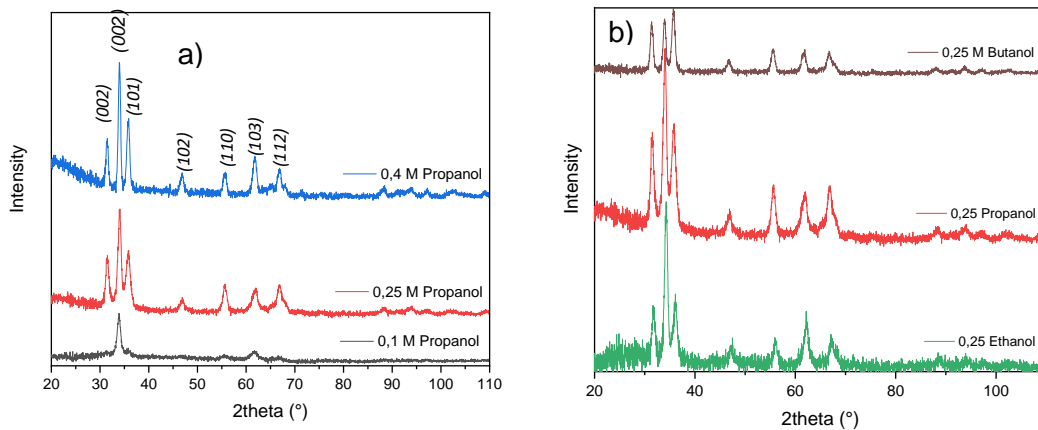 a)
(002)
(002)
(101)
(102)
(110)
(103)
(112)
0,4 M Propanol
0,25 M Propanol
0,1 M Propanol
Intensity
20 30 40 50 60 70 80 90 100 110
2theta (°)
b)
0,25 M Butanol
0,25 Propanol
0,25 Ethanol
Intensity
20 40 60 80 100
2theta (°)